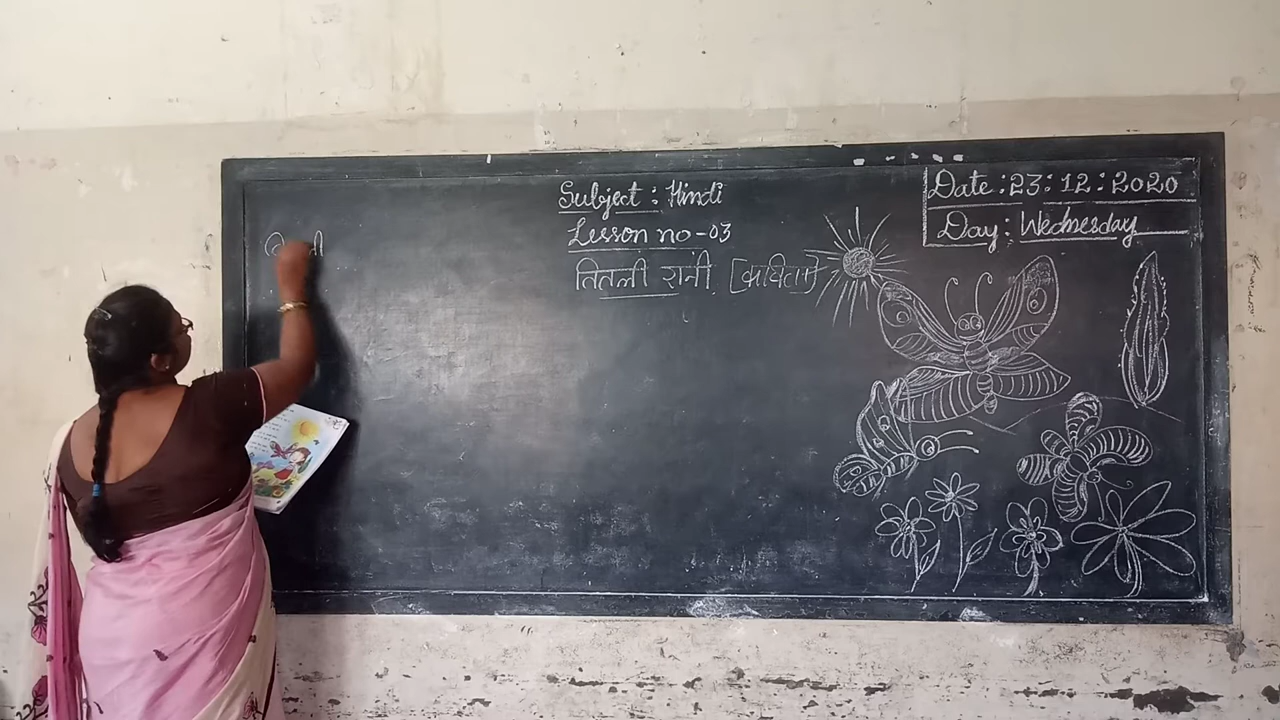 Subject : Hindi
Lesson no-03
तितली रानी [कविता]
Date : 23 : 12 : 2020
Day : Wednesday